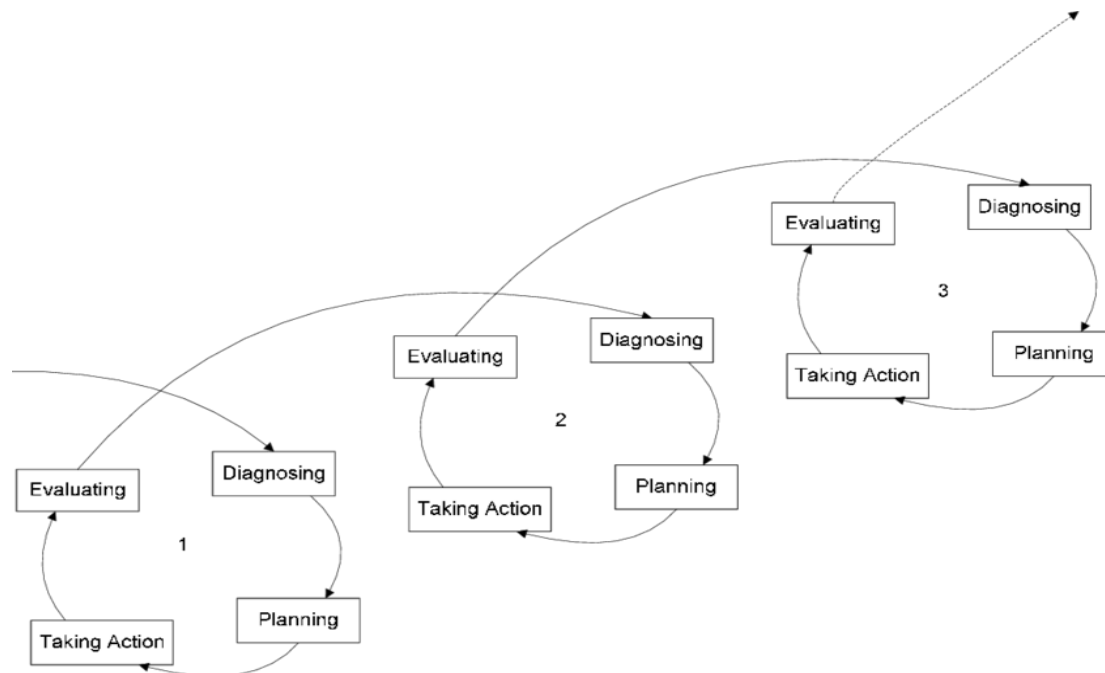 Diagnosing
Evaluating
3
Planning
Taking Action
Diagnosing
Evaluating
2
Planning
Taking Action
Diagnosing
Evaluating
1
Planning
Taking Action